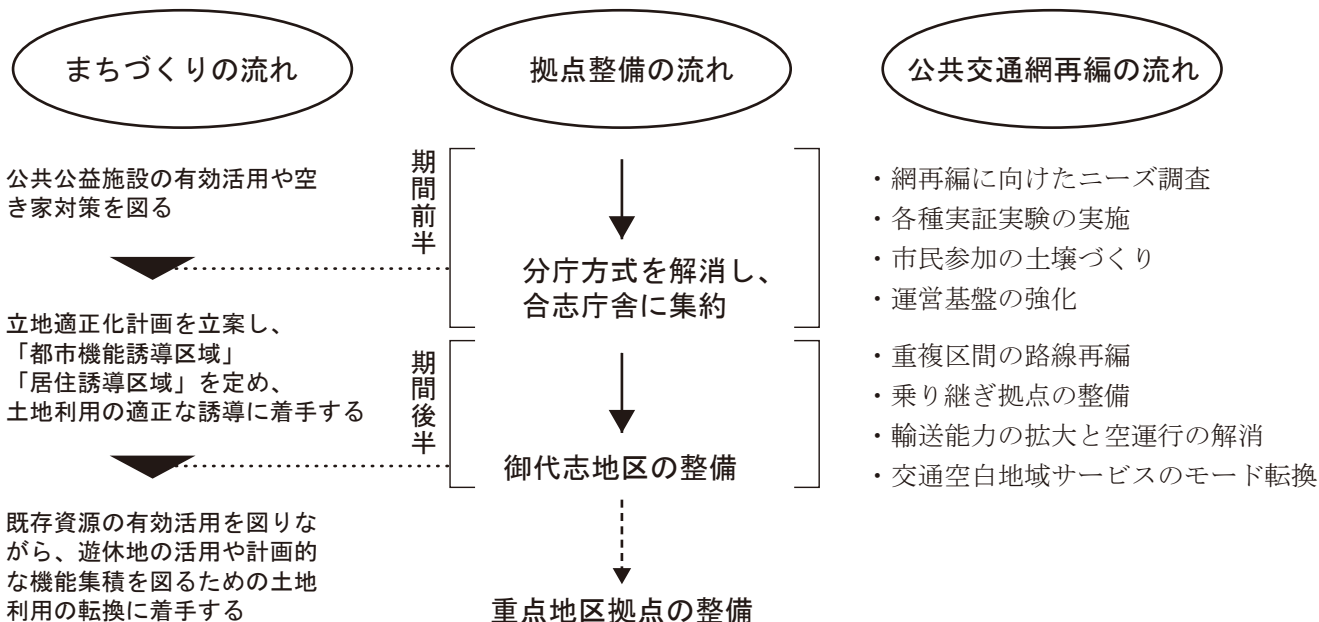 まちづくりの流れ
公共公益施設の有効活用や空
き家対策を図る
立地適正化計画を立案し、
「都市機能誘導区域」
「居住誘導区域」を定め、
土地利用の適正な誘導に着手する
既存資源の有効活用を図りな
がら、遊休地の活用や計画的
な機能集積を図るための土地
利用の転換に着手する
拠点整備の流れ
期間前半
分庁方式を解消し、
合志庁舎に集約
期間後半
御代志地区の整備
重点地区拠点の整備
公共交通網再編の流れ
・網再編に向けたニーズ調査
・各種実証実験の実施
・市民参加の土壌づくり
・運営基盤の強化
・重複区間の路線再編
・乗り継ぎ拠点の整備
・輸送能力の拡大と空運行の解消
・交通空白地域サービスのモード転換